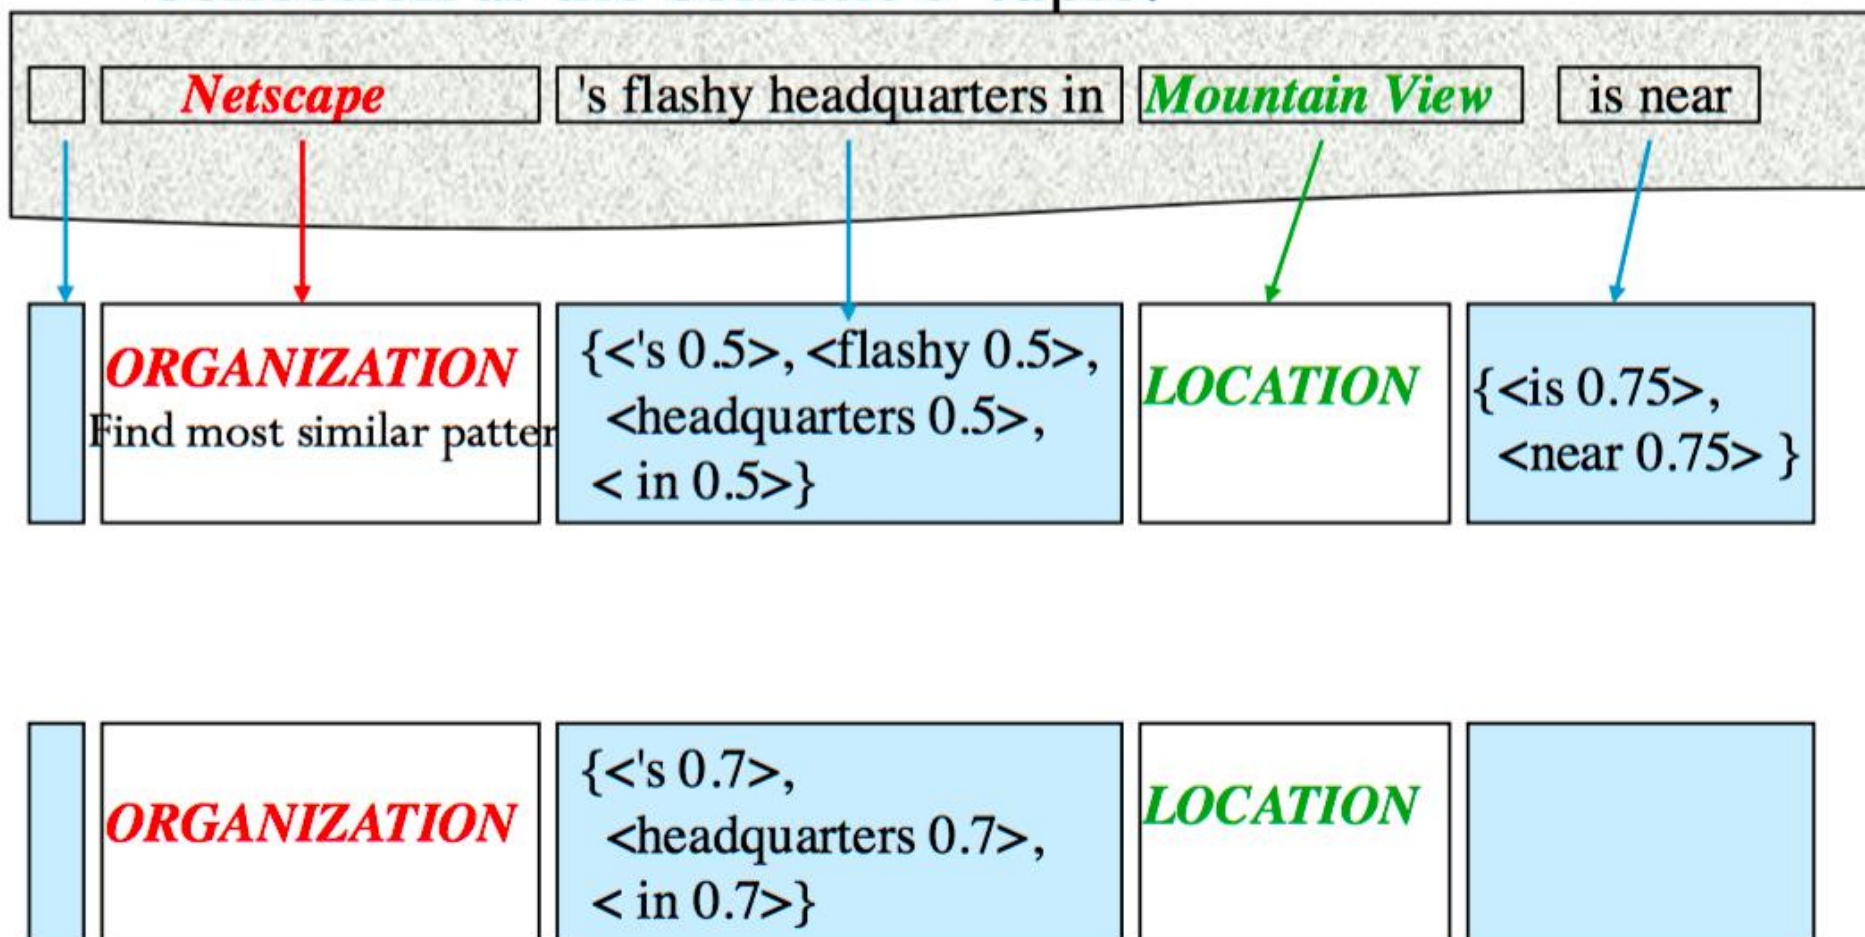 Netscape 's flashy headquarters in Mountain View is near
{<'s 0.5>, <flashy 0.5>,
ORGANIZATION <headquarters 0.5>, LOCATION {<is 0.75>,
Find most similar patter < in 0.5>} <near 0.75> }
{<'s 0.7>,
ORGANIZATION <headquarters 0.7>, LOCATION
< in 0.7>}